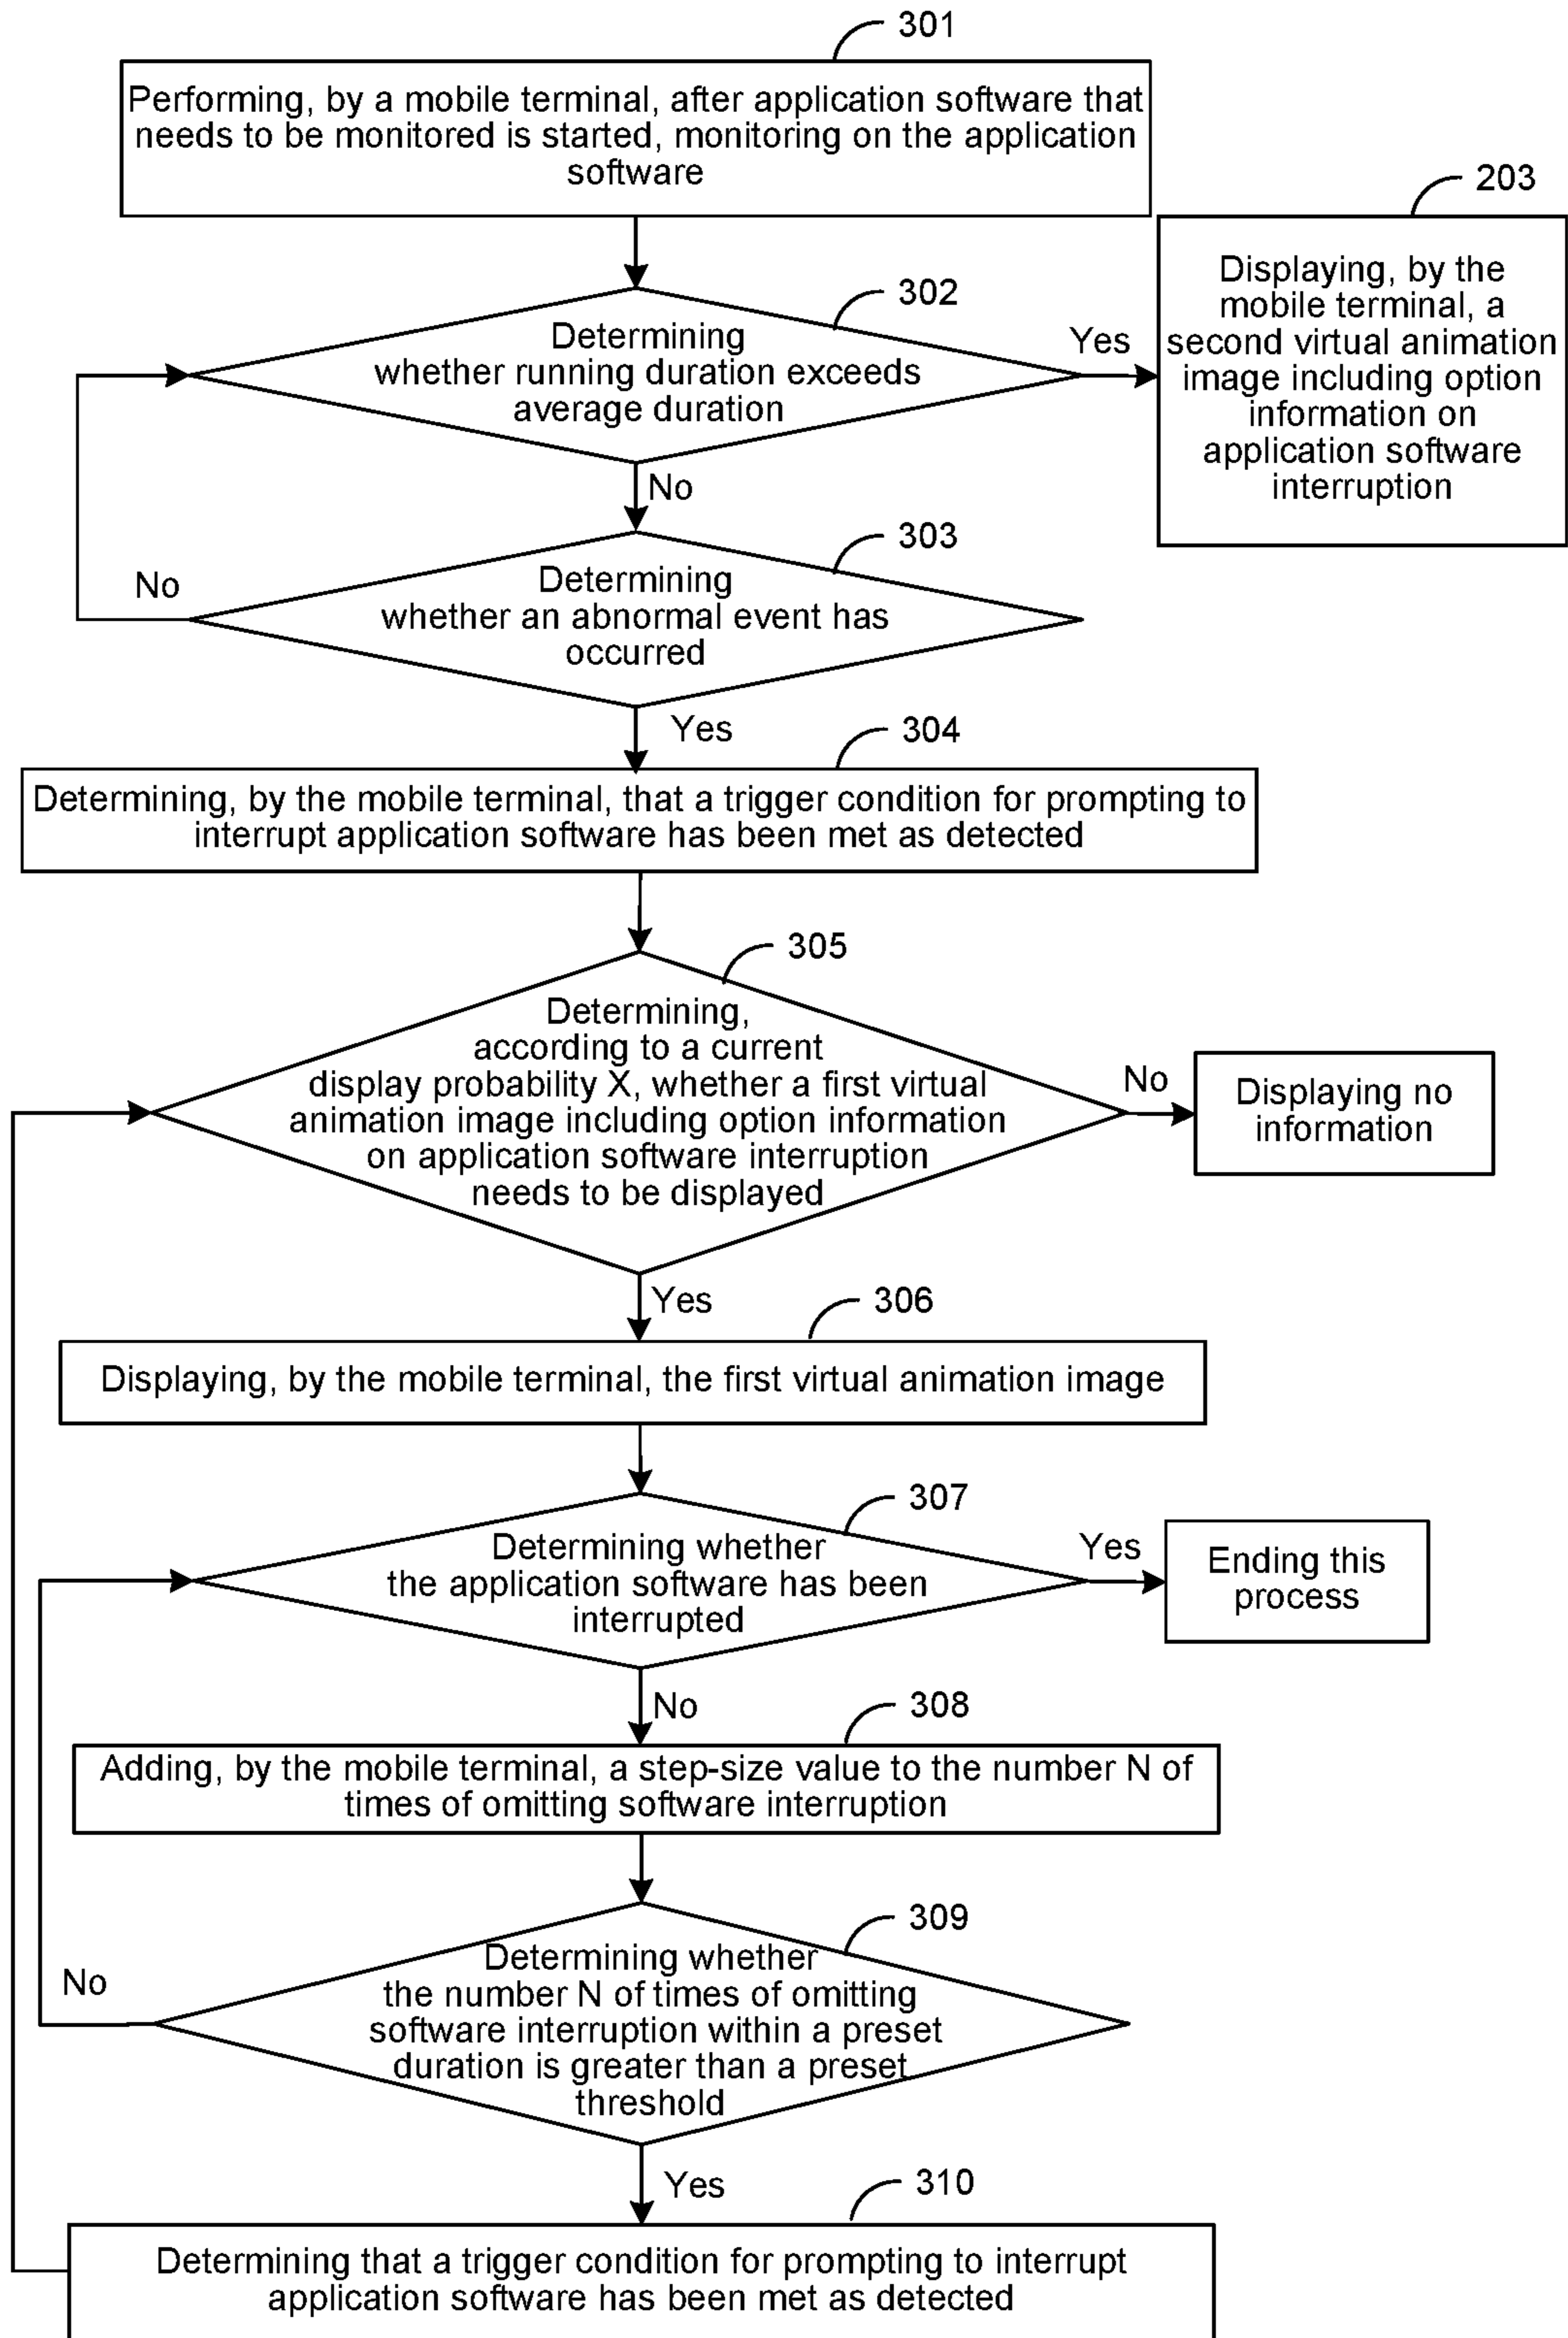 301
Performing, by a mobile terminal, after application software that
needs to be monitored is started, monitoring on the application
software
203
Displaying, by the
mobile terminal, a
second virtual animation
image including option
information on
application software
interruption
302
Determining
whether running duration exceeds
average duration
Yes
No
303
Determining
whether an abnormal event has
occurred
No
Yes
304
Determining, by the mobile terminal, that a trigger condition for prompting to
interrupt application software has been met as detected
305
Determining,
according to a current
display probability X, whether a first virtual
animation image including option information
on application software interruption
needs to be displayed
No
Displaying no
information
Yes
306
Displaying, by the mobile terminal, the first virtual animation image
307
Determining whether
the application software has been
interrupted
Yes
Ending this
process
No
308
Adding, by the mobile terminal, a step-size value to the number N of
times of omitting software interruption
309
Determining whether
the number N of times of omitting
software interruption within a preset
duration is greater than a preset
threshold
No
Yes
310
Determining that a trigger condition for prompting to interrupt
application software has been met as detected